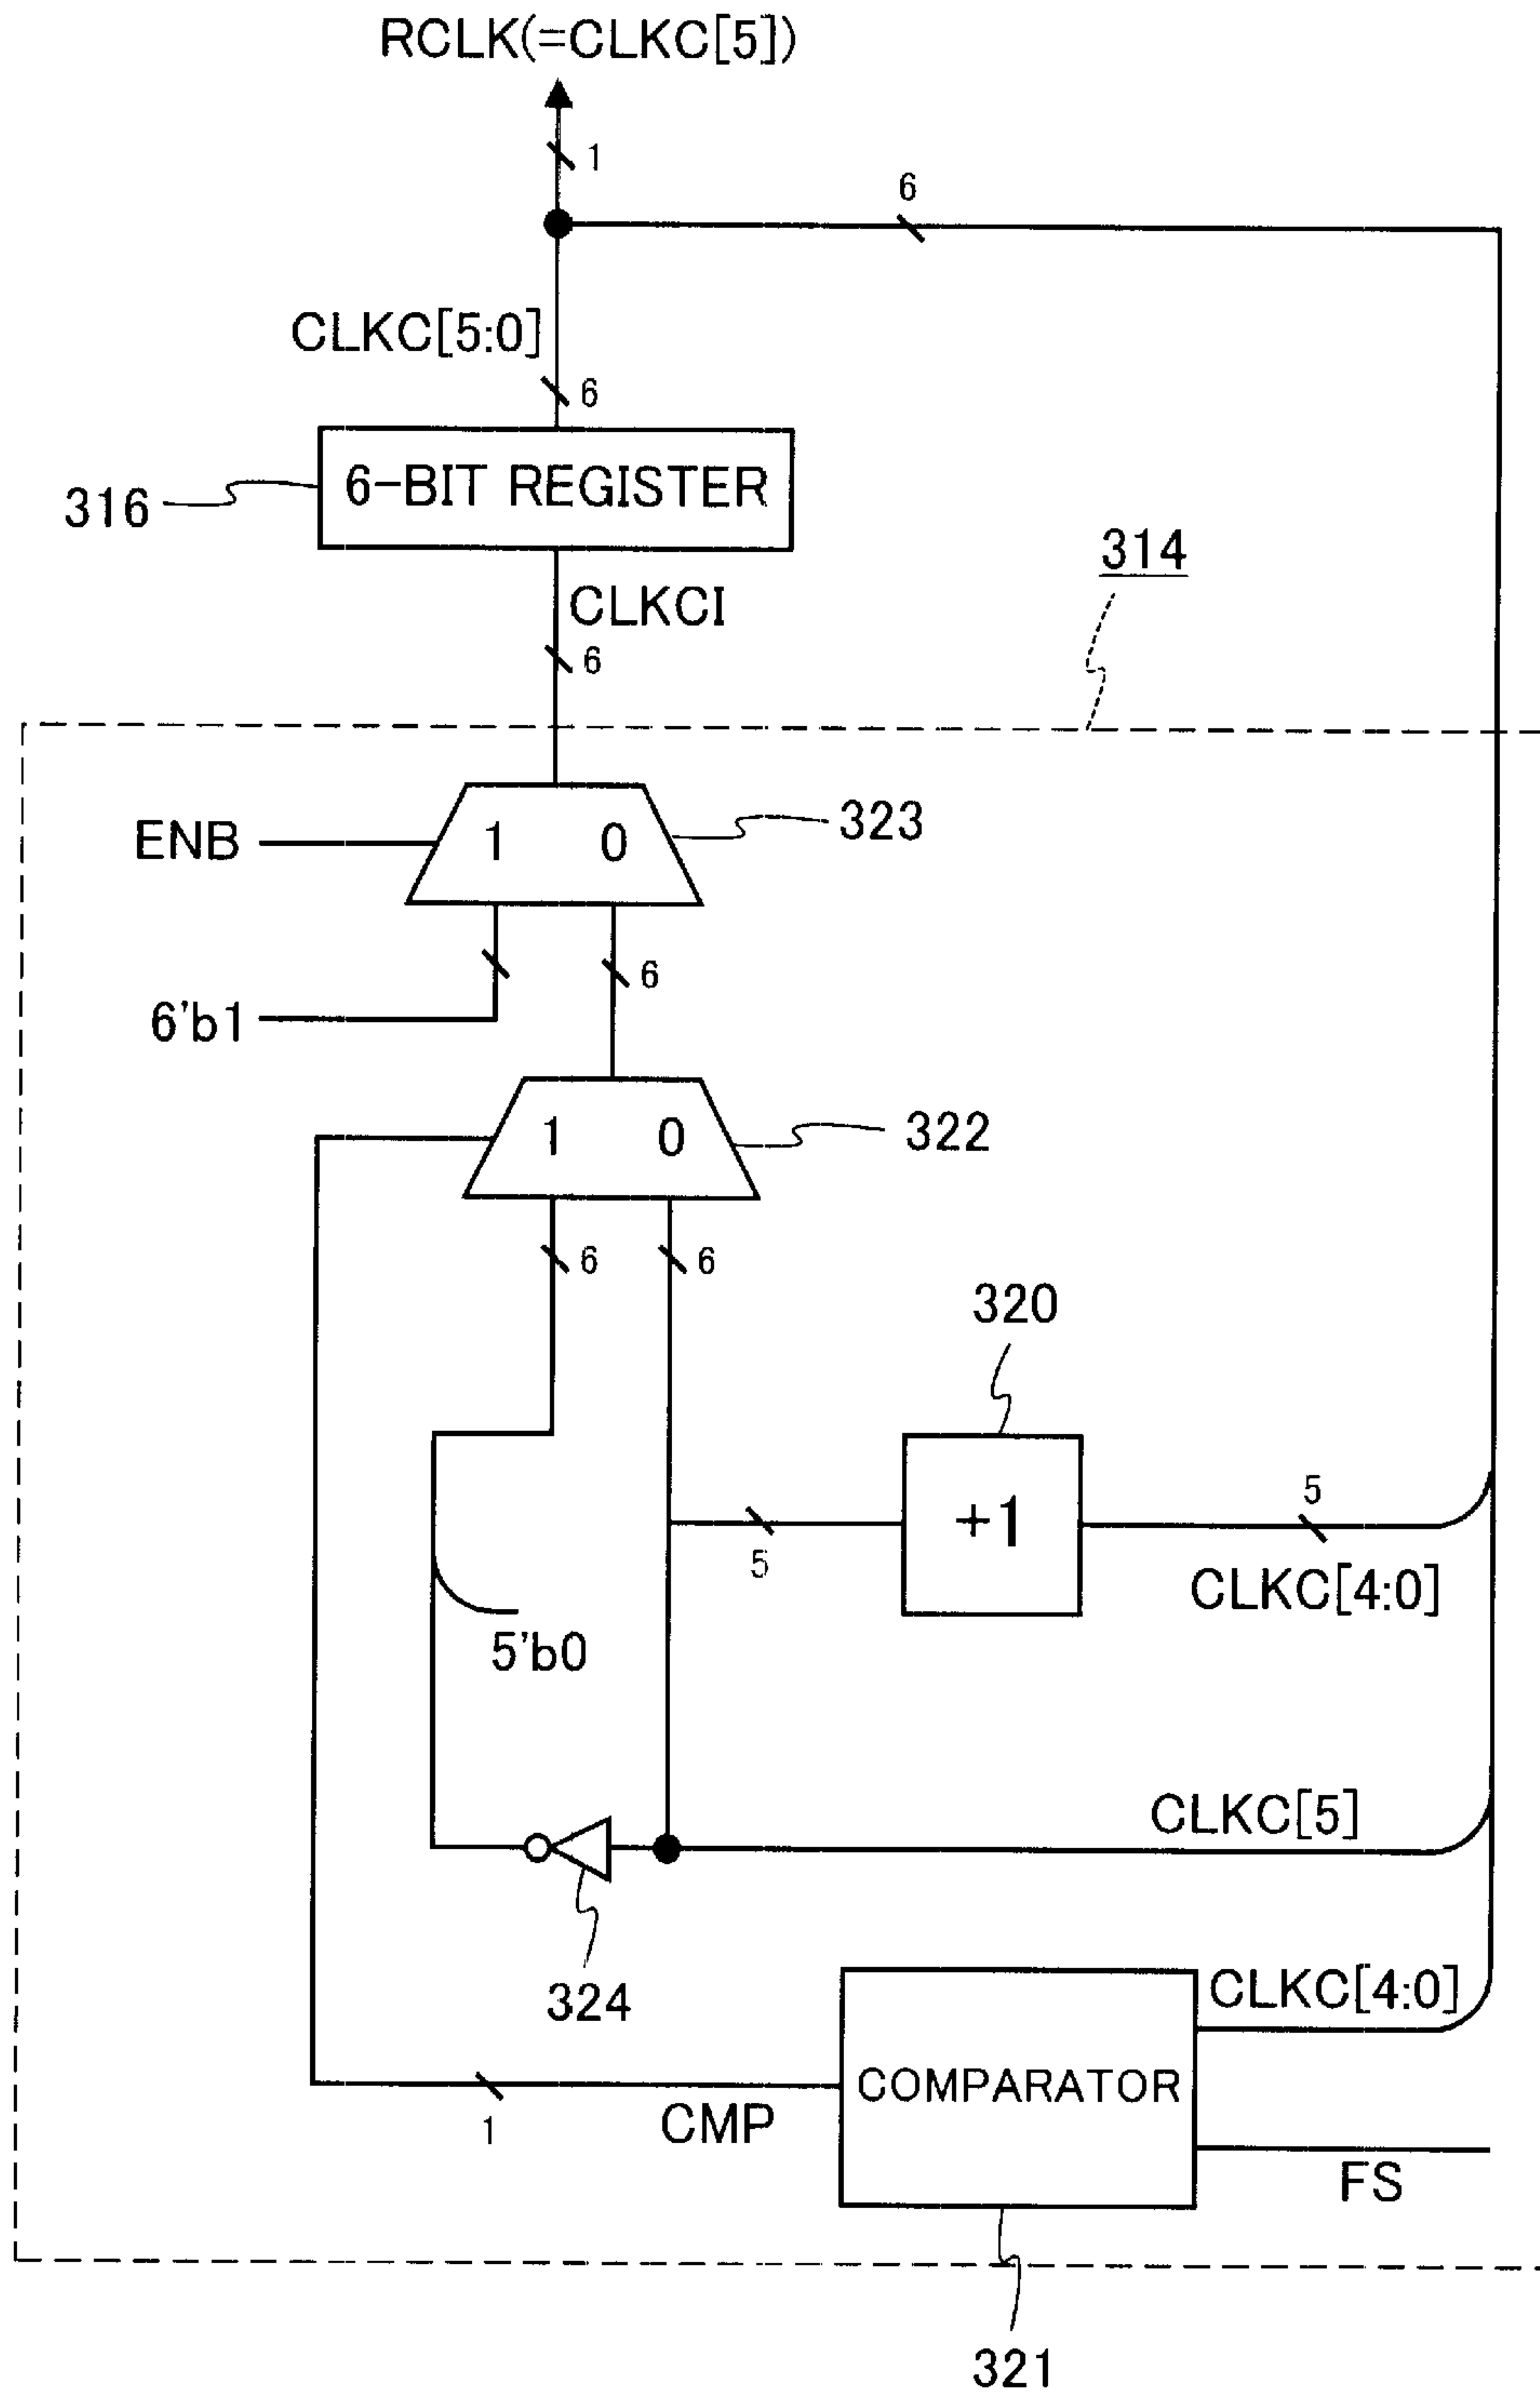 RCLK(=CLKC[5])
1
6
CLKC[5:0]
6
6-BIT REGISTER
316
314
CLKCI
6
ENB
1 0
323
6'b1
6
1 0
322
6
6
320
+1
5
5
CLKC[4:0]
5'b0
CLKC[5]
324
CLKC[4:0]
COMPARATOR
1
CMP
FS
321